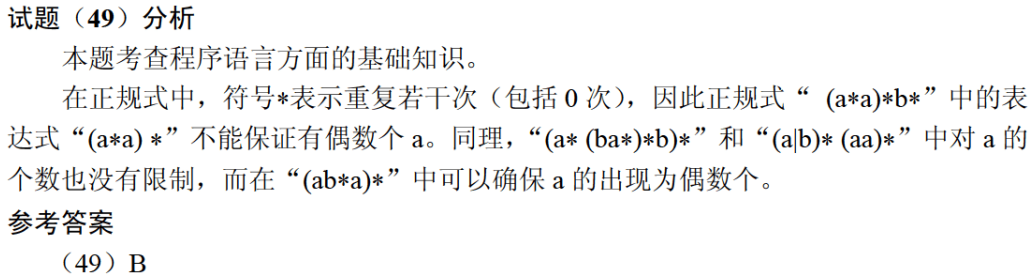 试题（49）分析
本题考查程序语言方面的基础知识。
在正规式中，符号*表示重复若干次（包括 0 次），因此正规式“ (a*a)*b*”中的表
达式“(a*a) *”不能保证有偶数个 a。同理，“(a* (ba*)*b)*”和“(a|b)* (aa)*”中对 a 的
个数也没有限制，而在“(ab*a)*”中可以确保 a 的出现为偶数个。
参考答案
（49）B